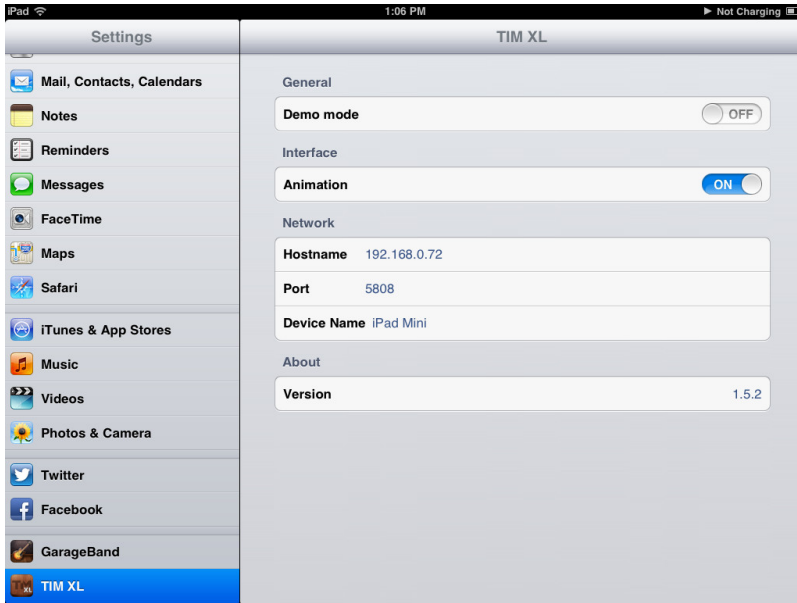 iPad 1:06 PM Not Charging
Settings
TIM XL
Mail, Contacts, Calendars
Notes
Reminders
Messages
FaceTime
Maps
Safari
iTunes & App Stores
Music
Videos
Photos & Camera
Twitter
Facebook
GarageBand
TIM XL
General
Demo mode OFF
Interface
Animation ON
Network
Hostname 192.168.0.72
Port 5808
Device Name iPad Mini
About
Version 1.5.2